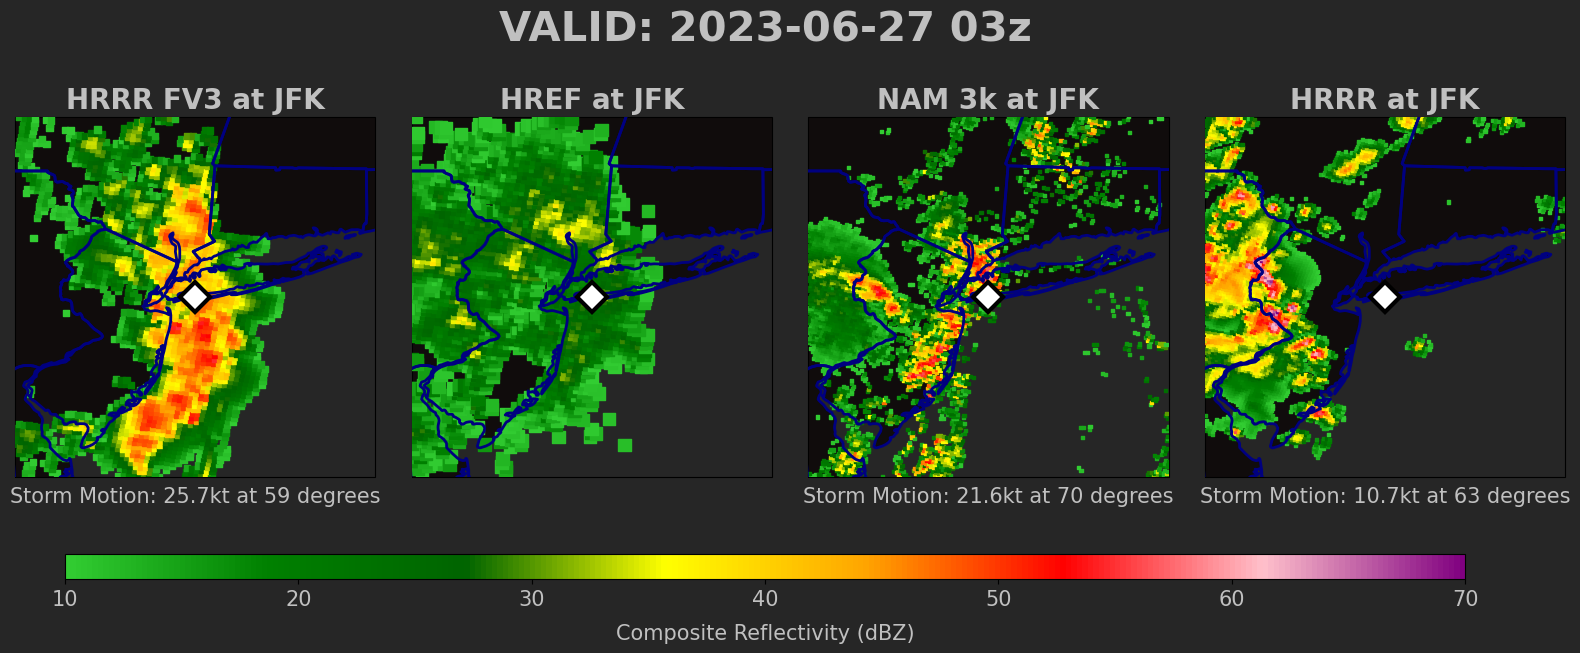 VALID: 2023-06-27 03z
HRRR FV3 at JFK
HREF at JFK
NAM 3k at JFK
HRRR at JFK
Storm Motion: 25.7kt at 59 degrees
Storm Motion: 21.6kt at 70 degrees
Storm Motion: 10.7kt at 63 degrees
10 20 30 40 50 60 70
Composite Reflectivity (dBZ)